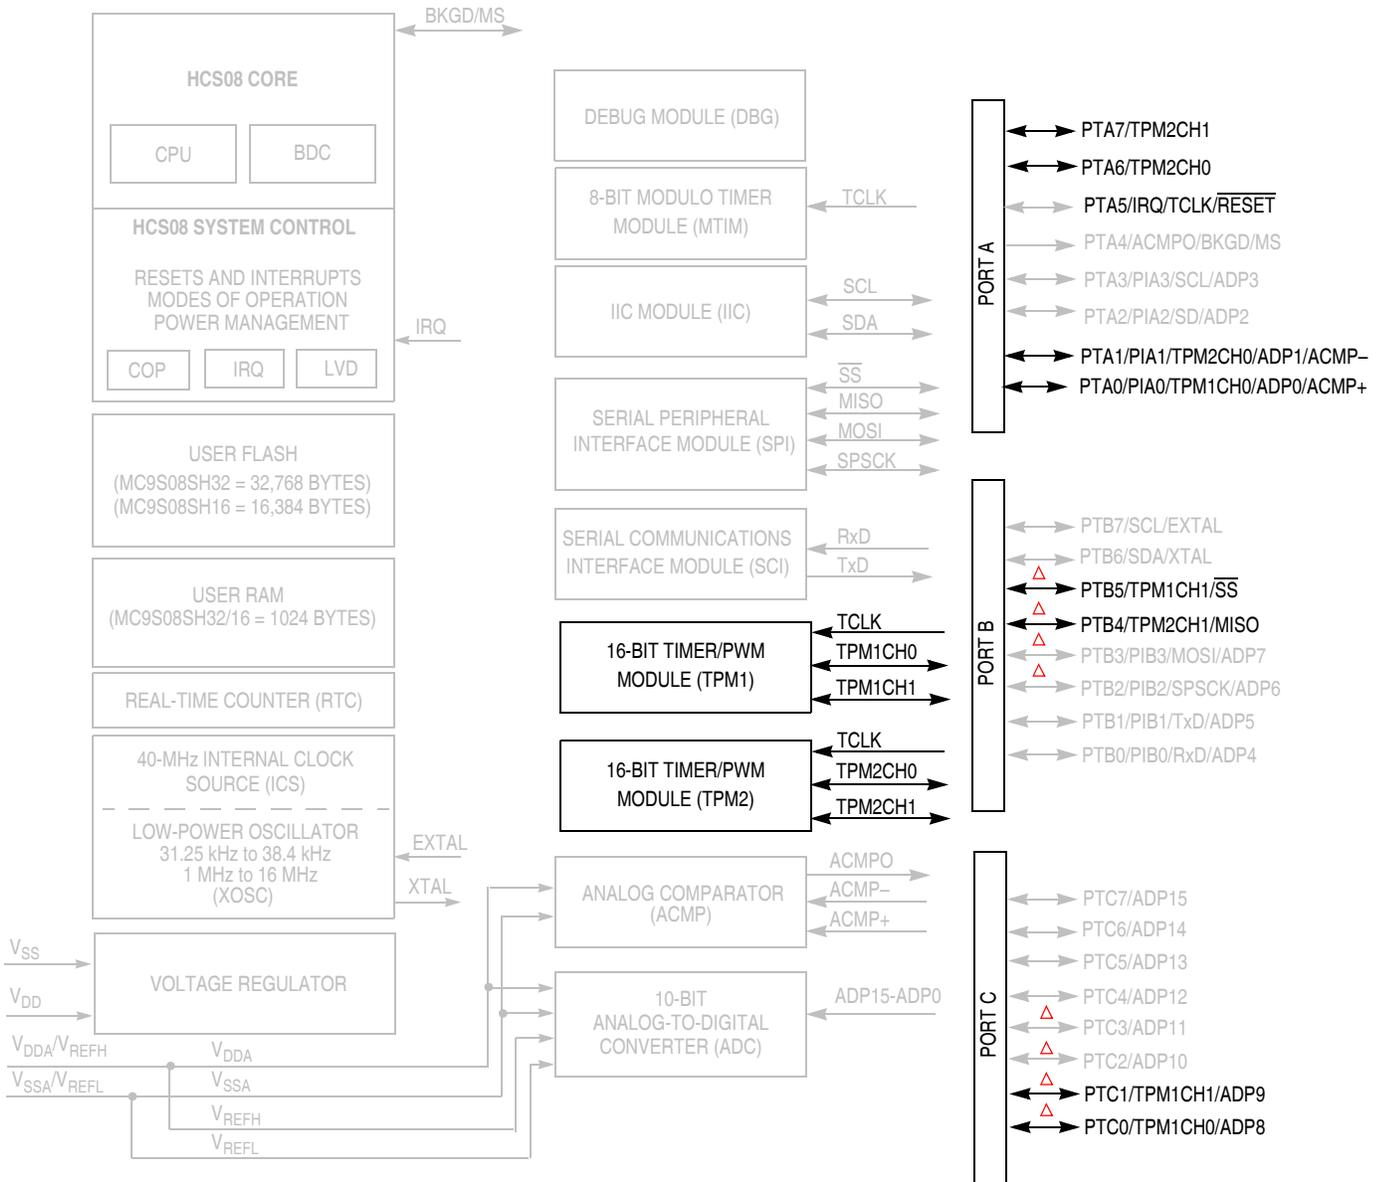 BKGD/MS
HCS08 CORE
CPU
BDC
HCS08 SYSTEM CONTROL
RESETS AND INTERRUPTS
MODES OF OPERATION
POWER MANAGEMENT
IRQ
COP
IRQ
LVD
USER FLASH
(MC9S08SH32 = 32,768 BYTES)
(MC9S08SH16 = 16,384 BYTES)
USER RAM
(MC9S08SH32/16 = 1024 BYTES)
REAL-TIME COUNTER (RTC)
40-MHz INTERNAL CLOCK
SOURCE (ICS)
LOW-POWER OSCILLATOR
31.25 kHz to 38.4 kHz
1 MHz to 16 MHz
(XOSC)
EXTAL
XTAL
VSS
VDD
VOLTAGE REGULATOR
VDDA/VREFH
VDDA
VSSA/VREFL
VSSA
VREFH
VREFL
DEBUG MODULE (DBG)
8-BIT MODULO TIMER
MODULE (MTIM)
TCLK
IIC MODULE (IIC)
SCL
SDA
SERIAL PERIPHERAL
INTERFACE MODULE (SPI)
SS
MISO
MOSI
SPSCK
SERIAL COMMUNICATIONS
INTERFACE MODULE (SCI)
RxD
TxD
16-BIT TIMER/PWM
MODULE (TPM1)
TCLK
TPM1CH0
TPM1CH1
16-BIT TIMER/PWM
MODULE (TPM2)
TCLK
TPM2CH0
TPM2CH1
ANALOG COMPARATOR
(ACMP)
ACMPO
ACMP–
ACMP+
10-BIT
ANALOG-TO-DIGITAL
CONVERTER (ADC)
ADP15-ADP0
PORT A
PTA7/TPM2CH1
PTA6/TPM2CH0
PTA5/IRQ/TCLK/RESET
PTA4/ACMPO/BKGD/MS
PTA3/PIA3/SCL/ADP3
PTA2/PIA2/SD/ADP2
PTA1/PIA1/TPM2CH0/ADP1/ACMP–
PTA0/PIA0/TPM1CH0/ADP0/ACMP+
PORT B
PTB7/SCL/EXTAL
PTB6/SDA/XTAL
PTB5/TPM1CH1/SS
PTB4/TPM2CH1/MISO
PTB3/PIB3/MOSI/ADP7
PTB2/PIB2/SPSCK/ADP6
PTB1/PIB1/TxD/ADP5
PTB0/PIB0/RxD/ADP4
PORT C
PTC7/ADP15
PTC6/ADP14
PTC5/ADP13
PTC4/ADP12
PTC3/ADP11
PTC2/ADP10
PTC1/TPM1CH1/ADP9
PTC0/TPM1CH0/ADP8